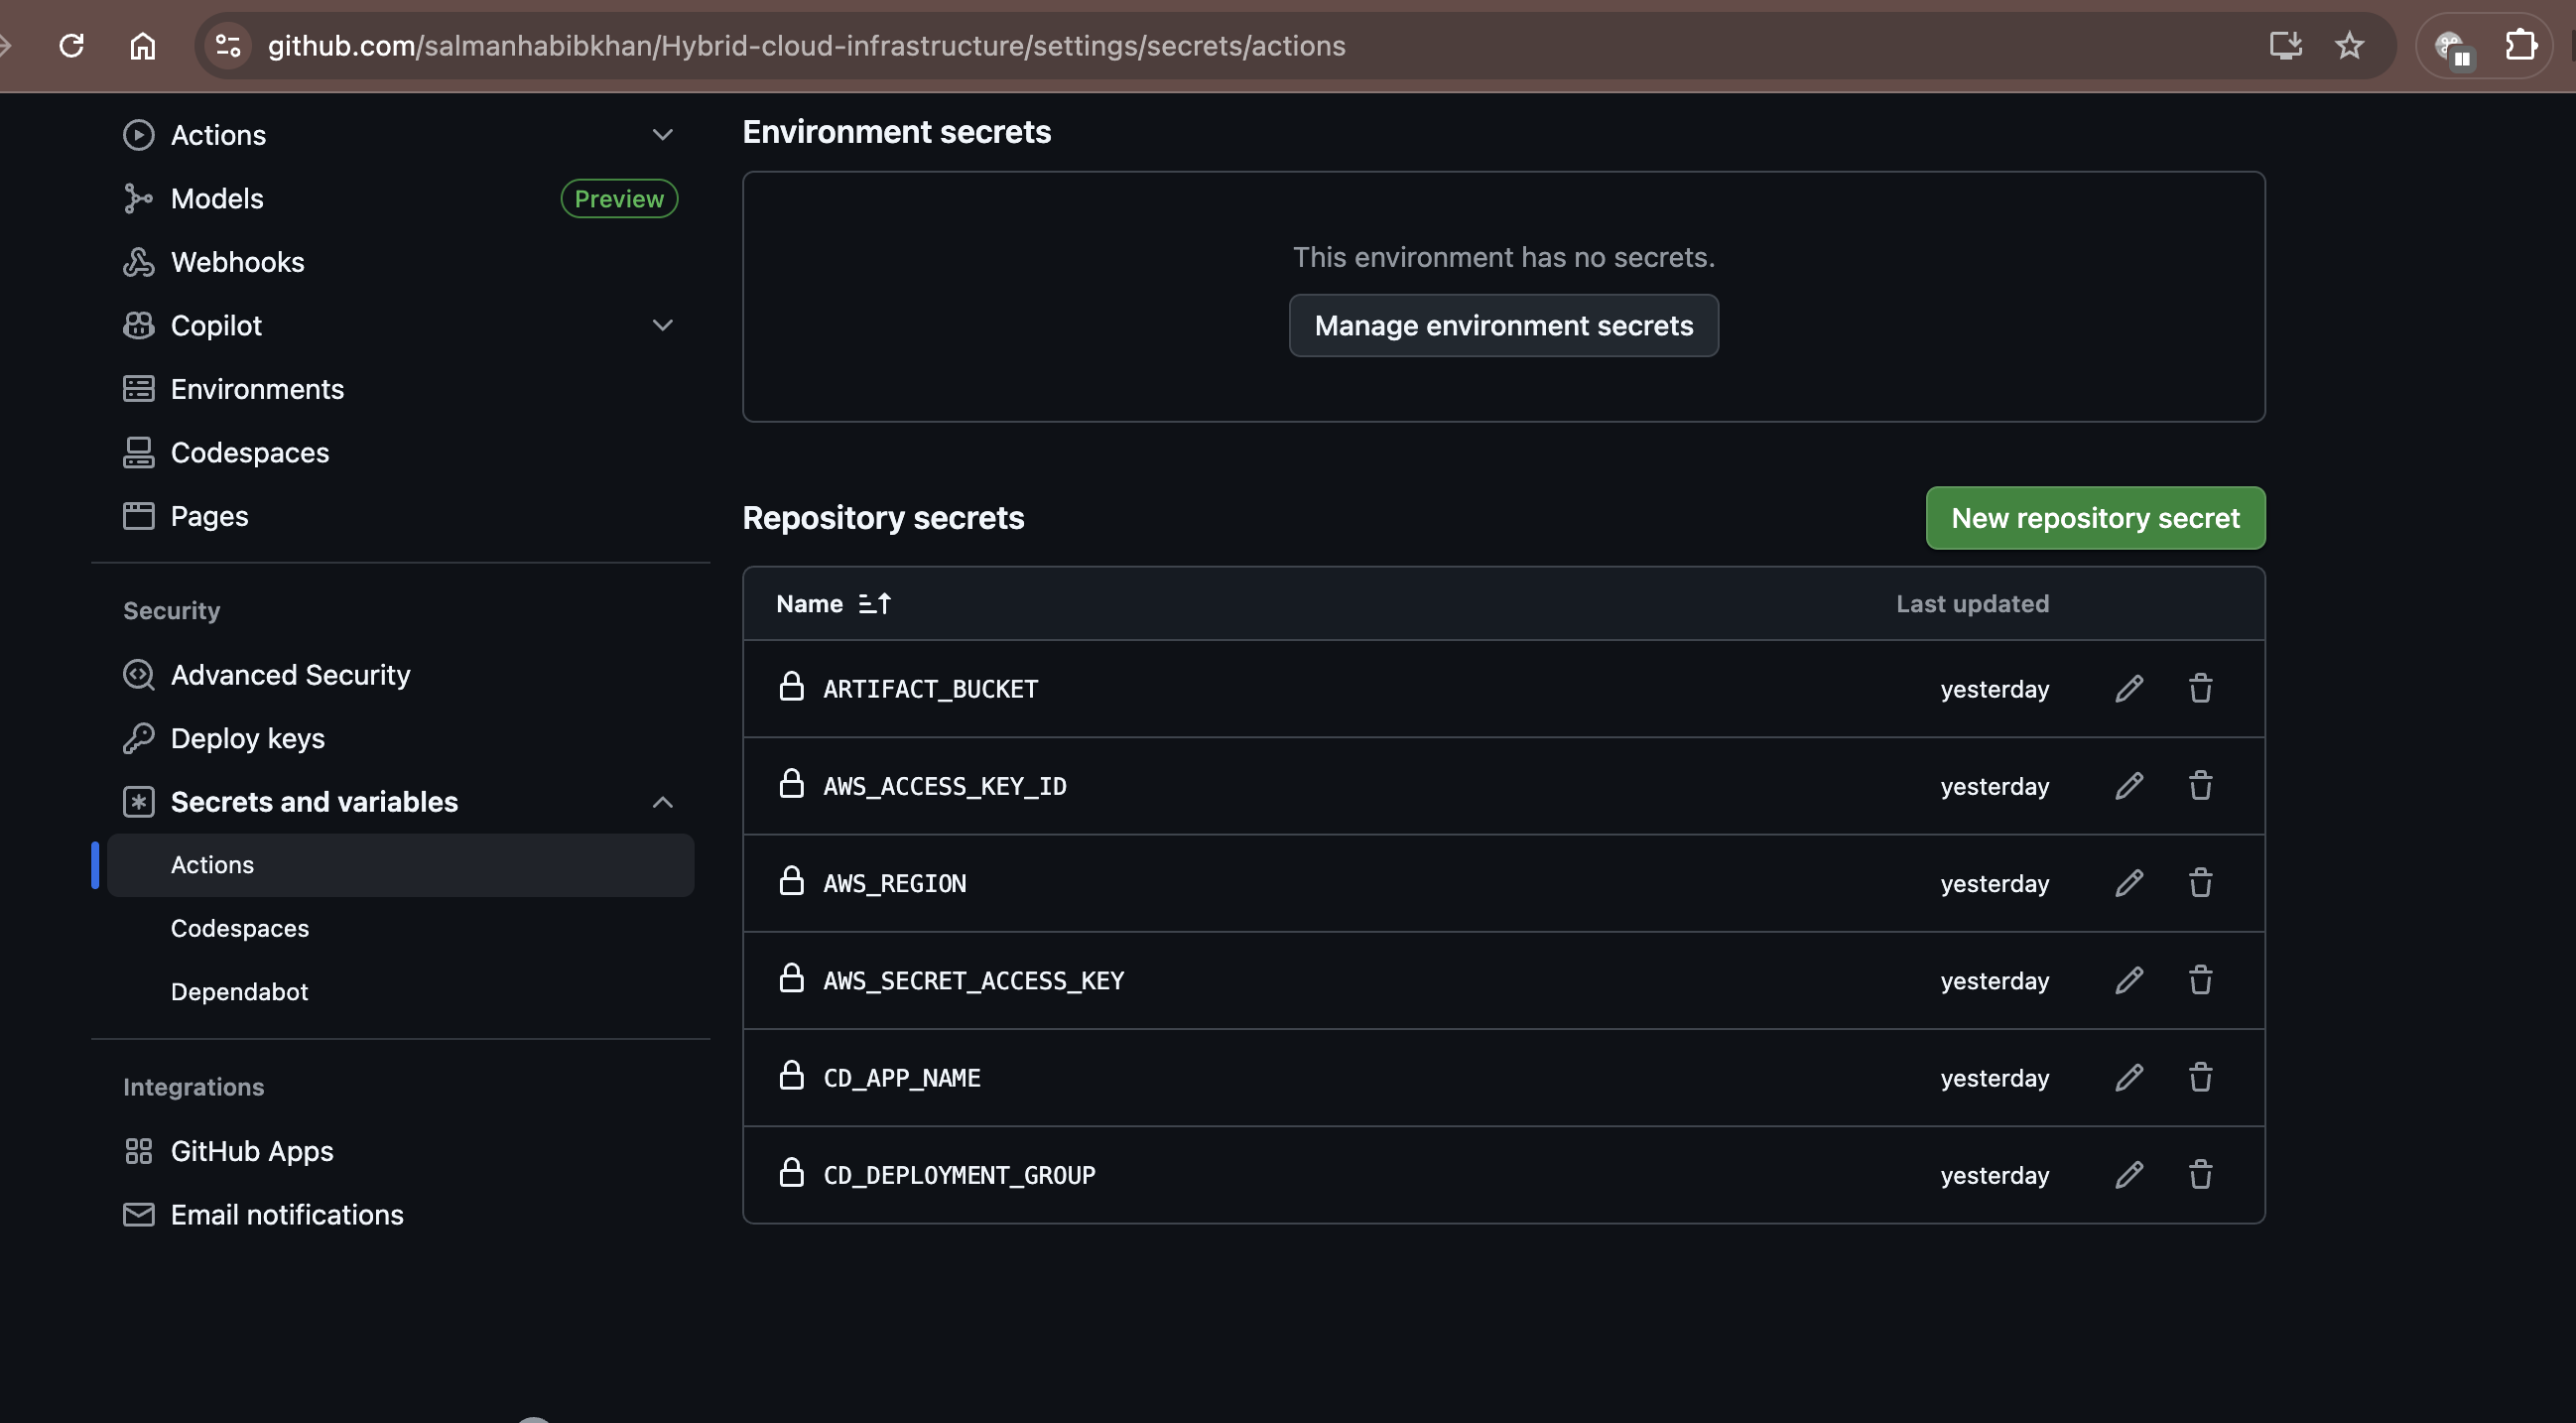 github.com/salmanhabibkhan/Hybrid-cloud-infrastructure/settings/secrets/actions
Actions
Models
Preview
Webhooks
Copilot
Environments
Codespaces
Pages
Security
Advanced Security
Deploy keys
Secrets and variables
Actions
Codespaces
Dependabot
Integrations
GitHub Apps
Email notifications
Environment secrets
This environment has no secrets.
Manage environment secrets
Repository secrets
New repository secret
Name Last updated
ARTIFACT_BUCKET yesterday
AWS_ACCESS_KEY_ID yesterday
AWS_REGION yesterday
AWS_SECRET_ACCESS_KEY yesterday
CD_APP_NAME yesterday
CD_DEPLOYMENT_GROUP yesterday